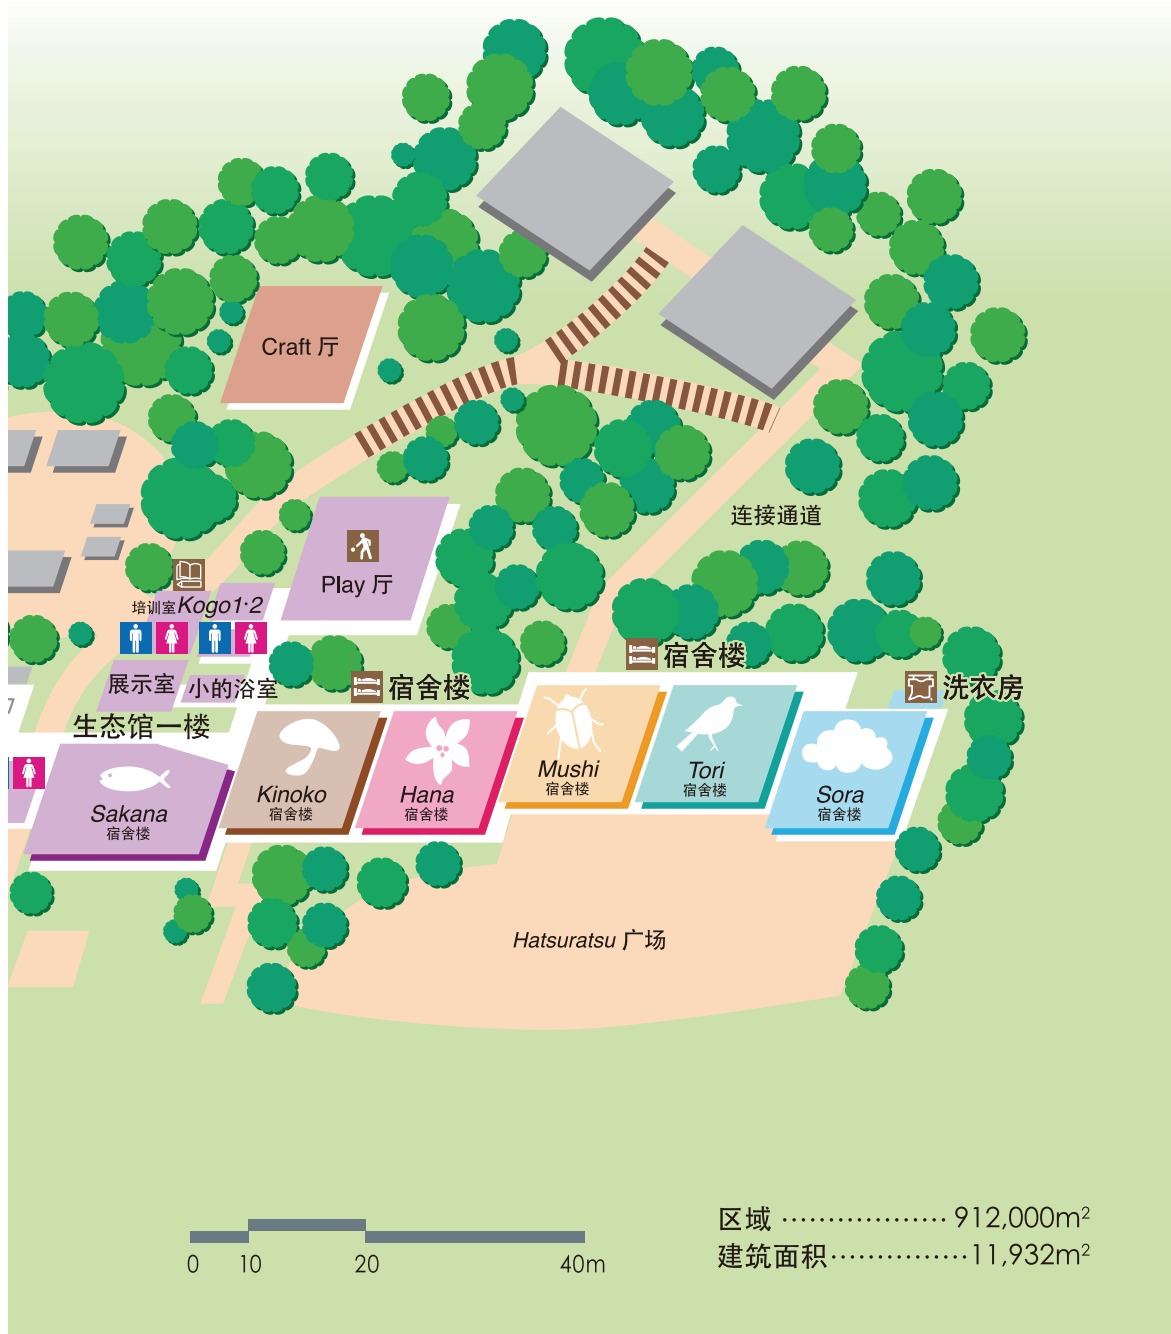 Craft 厅
连接通道
Play 厅
培训室Kogo1·2
宿舍楼
展示室
小的浴室
宿舍楼
洗衣房
生态馆一楼
Sakana
宿舍楼
Kinoko
宿舍楼
Hana
宿舍楼
Mushi
宿舍楼
Tori
宿舍楼
Sora
宿舍楼
Hatsuratsu 广场
0 10 20 40m
区域 ·················· 912,000m²
建筑面积··············· 11,932m²